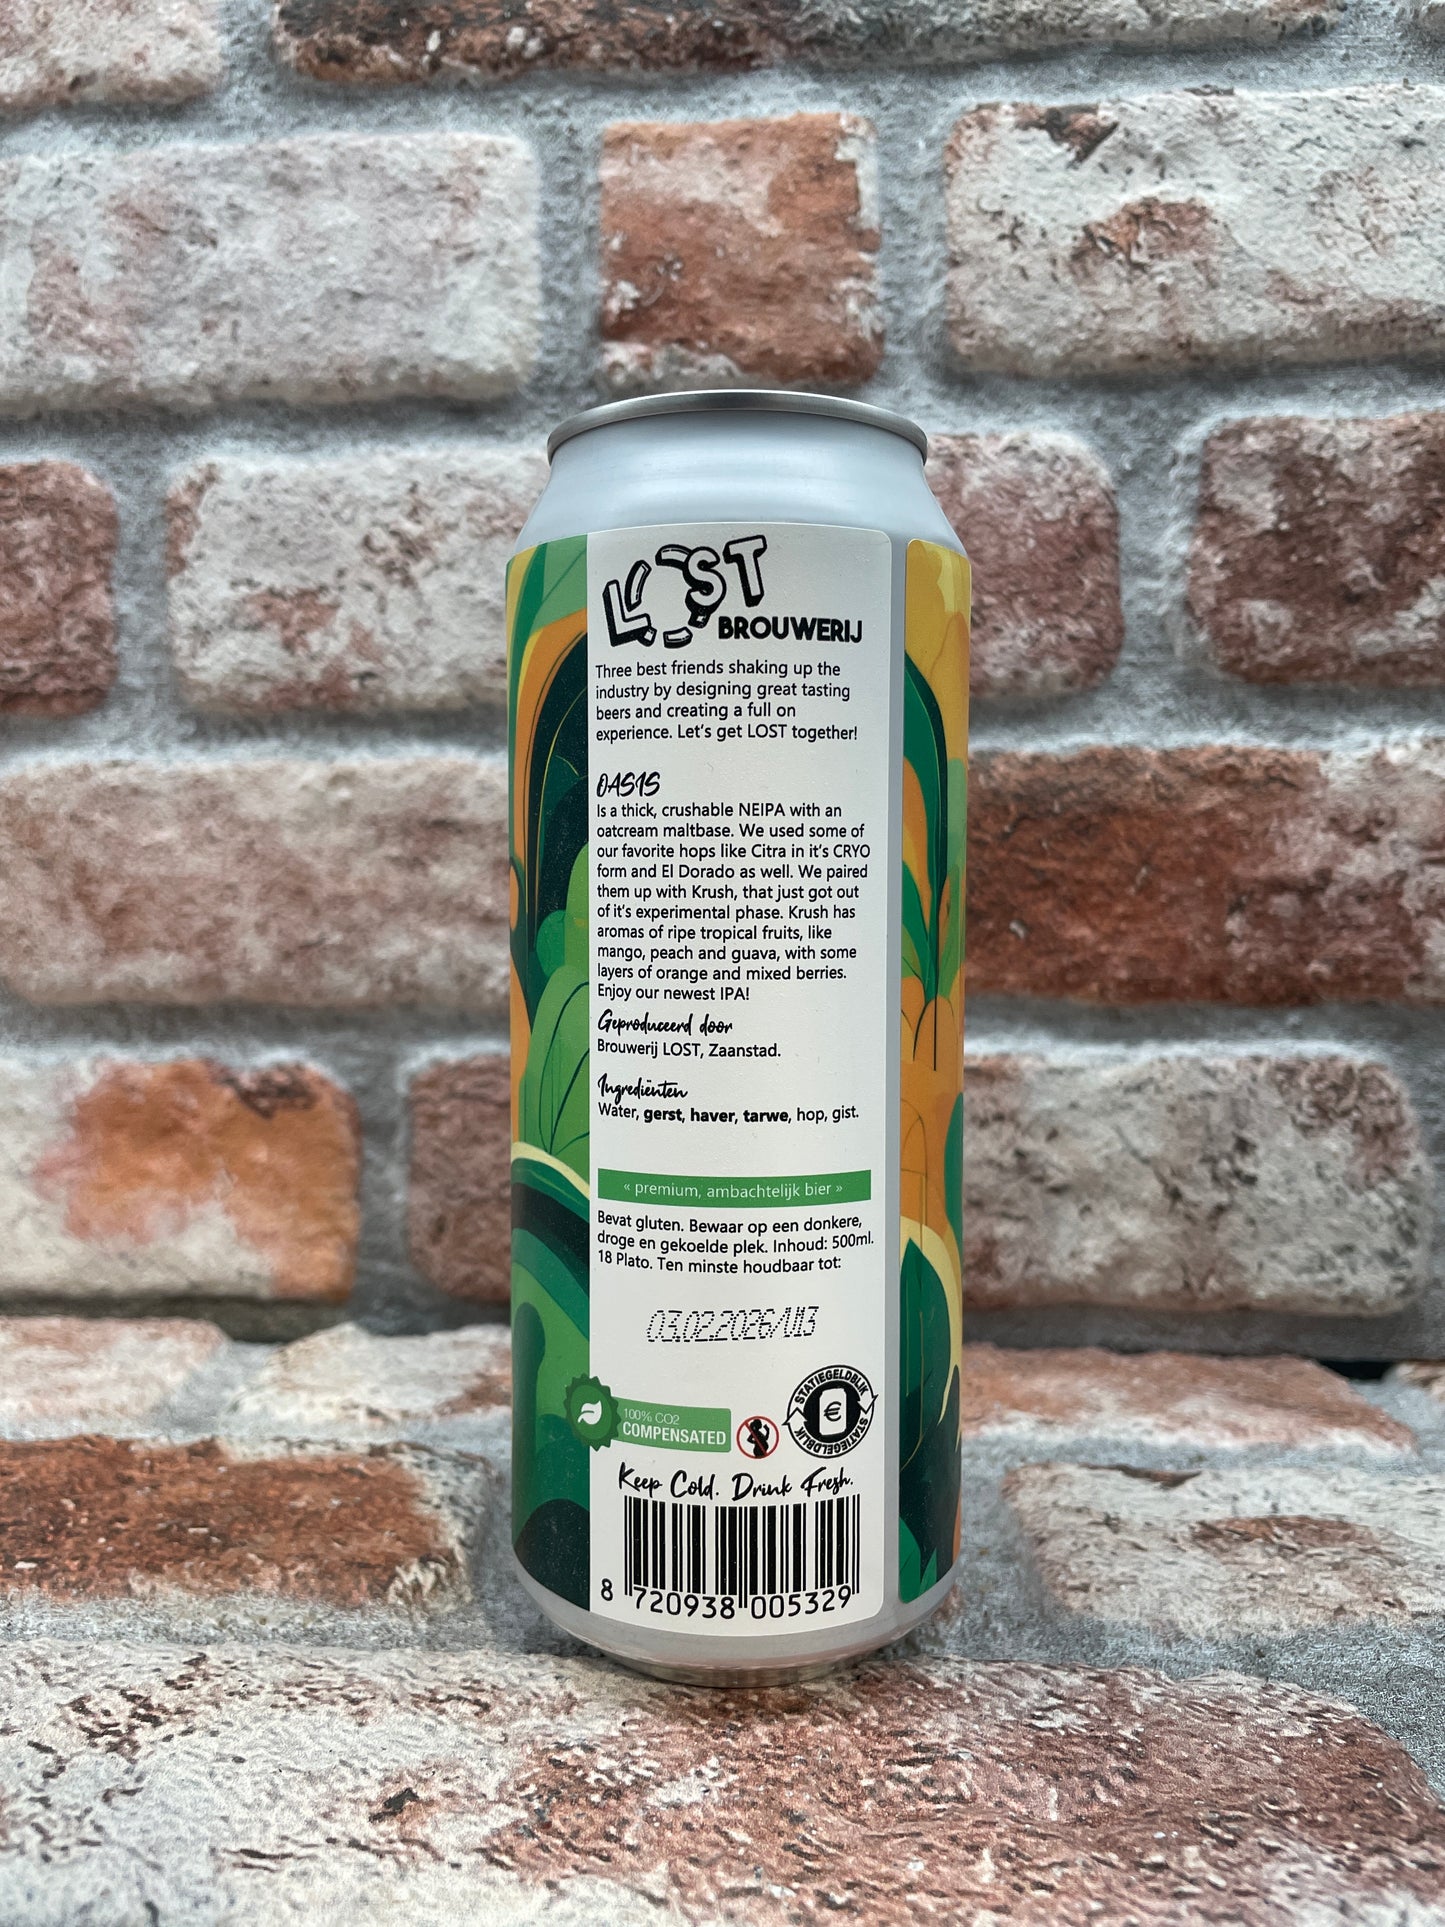 LOST
BROUWERIJ
Three best friends shaking up the
industry by designing great tasting
beers and creating a full on
experience. Let's get LOST together!
OASIS
Is a thick, crushable NEIPA with an
oatcream maltbase. We used some of
our favorite hops like Citra in it's CRYO
form and El Dorado as well. We paired
them up with Krush, that just got out
of it's experimental phase. Krush has
aromas of ripe tropical fruits, like
mango, peach and guava, with some
layers of orange and mixed berries.
Enjoy our newest IPA!
Geproduceerd door
Brouwerij LOST, Zaanstad.
Ingrediënten
Water, gerst, haver, tarwe, hop, gist.
« premium, ambachtelijk bier »
Bevat gluten. Bewaar op een donkere,
droge en gekoelde plek. Inhoud: 500ml.
18 Plato. Ten minste houdbaar tot:
03.02.2026/U13
STATIEGELDBLIK
€
STATIEGELDBLIK
STATIEGELDBLIK
100% CO2
COMPENSATED
Keep Cold. Drink Fresh.
8 720938 005329